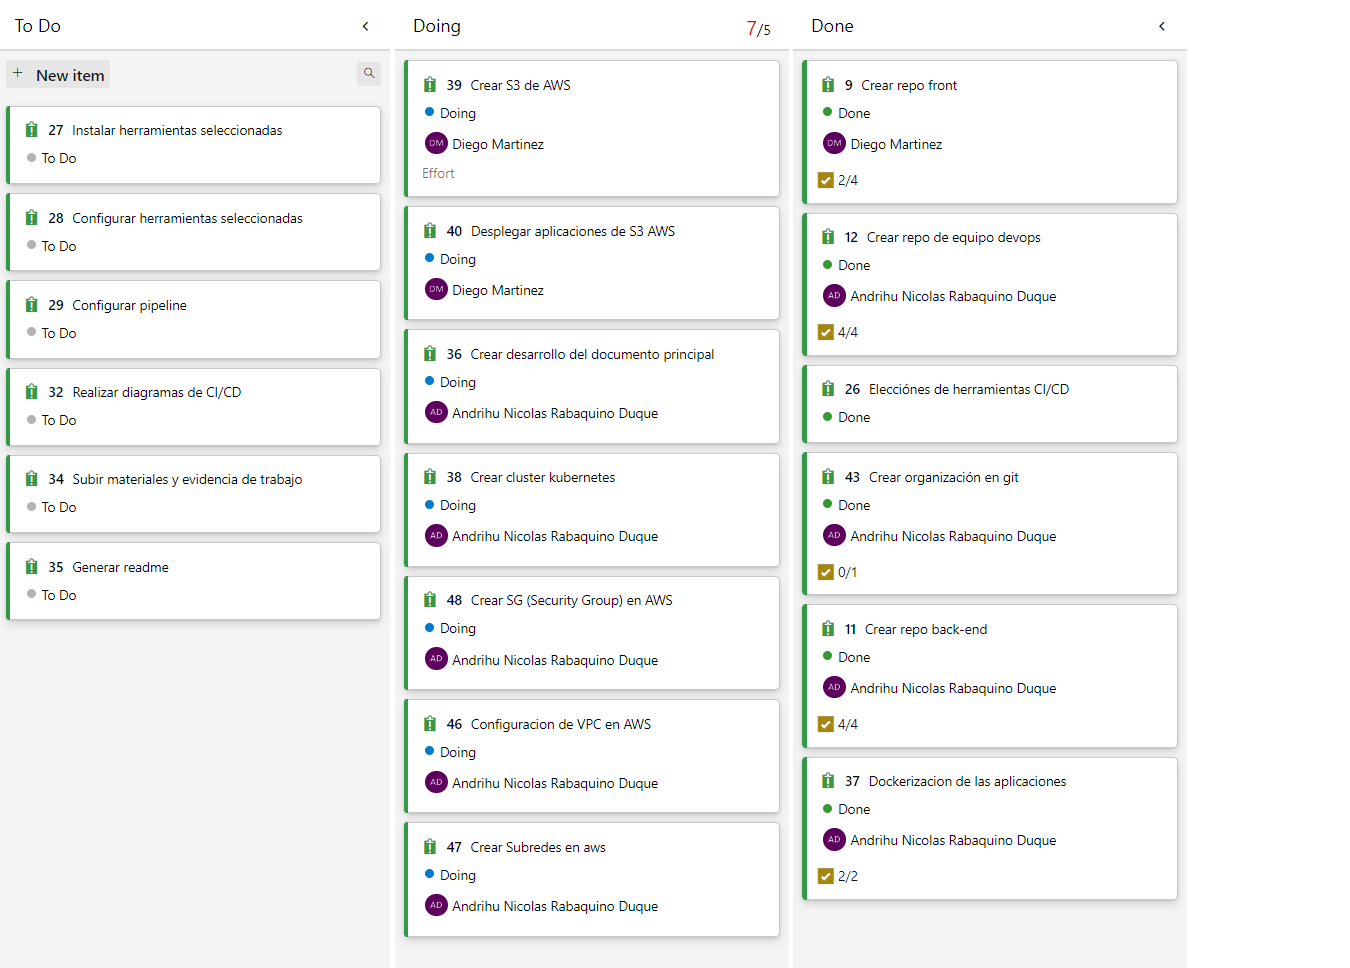 To Do
New item
27 Instalar herramientas seleccionadas
To Do
28 Configurar herramientas seleccionadas
To Do
29 Configurar pipeline
To Do
32 Realizar diagramas de CI/CD
To Do
34 Subir materiales y evidencia de trabajo
To Do
35 Generar readme
To Do
Doing 7/5
39 Crear S3 de AWS
Doing
DM Diego Martinez
Effort
40 Desplegar aplicaciones de S3 AWS
Doing
DM Diego Martinez
36 Crear desarrollo del documento principal
Doing
AD Andrihu Nicolas Rabaquino Duque
38 Crear cluster kubernetes
Doing
AD Andrihu Nicolas Rabaquino Duque
48 Crear SG (Security Group) en AWS
Doing
AD Andrihu Nicolas Rabaquino Duque
46 Configuracion de VPC en AWS
Doing
AD Andrihu Nicolas Rabaquino Duque
47 Crear Subredes en aws
Doing
AD Andrihu Nicolas Rabaquino Duque
Done
9 Crear repo front
Done
DM Diego Martinez
2/4
12 Crear repo de equipo devops
Done
AD Andrihu Nicolas Rabaquino Duque
4/4
26 Elecciónes de herramientas CI/CD
Done
43 Crear organización en git
Done
AD Andrihu Nicolas Rabaquino Duque
0/1
11 Crear repo back-end
Done
AD Andrihu Nicolas Rabaquino Duque
4/4
37 Dockerizacion de las aplicaciones
Done
AD Andrihu Nicolas Rabaquino Duque
2/2